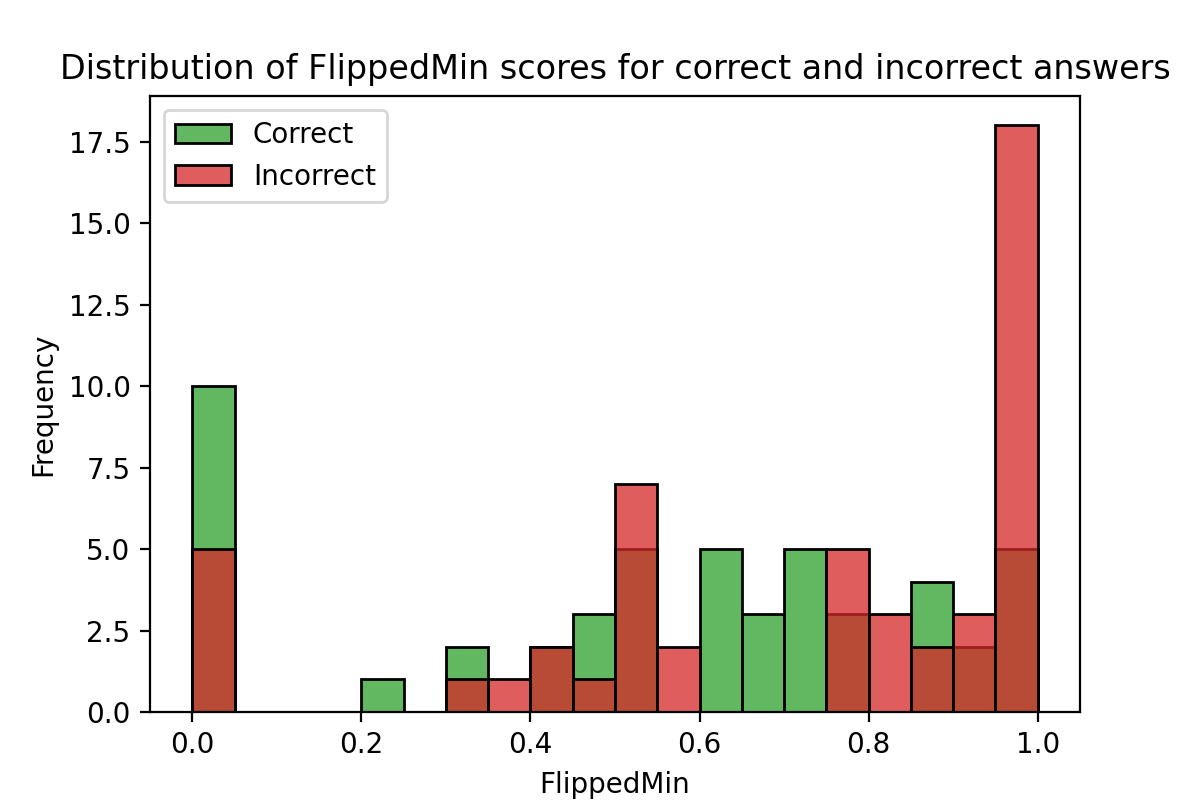 Distribution of FlippedMin scores for correct and incorrect answers
Correct
Incorrect
17.5
15.0
12.5
10.0
7.5
5.0
2.5
0.0
Frequency
0.0 0.2 0.4 0.6 0.8 1.0
FlippedMin